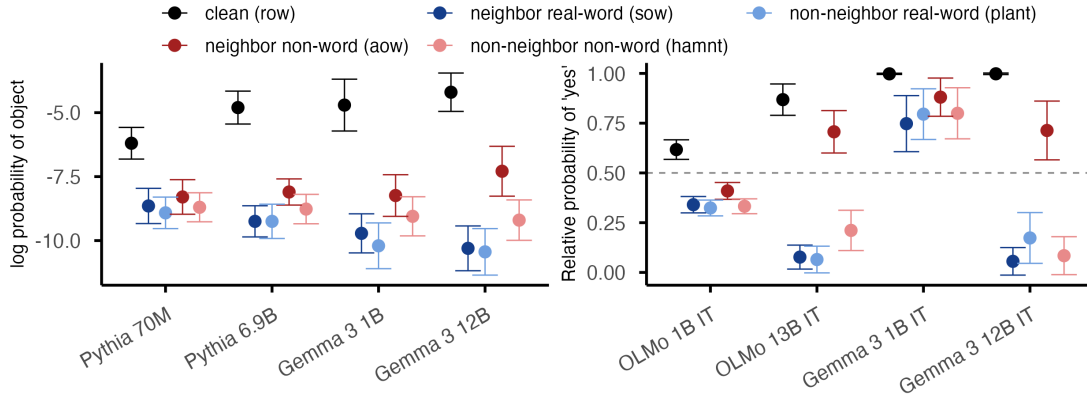 clean (row)
neighbor real-word (sow)
non-neighbor real-word (plant)
neighbor non-word (aow)
non-neighbor non-word (hamnt)
log probability of object
-5.0
-7.5
-10.0
Pythia 70M
Pythia 6.9B
Gemma 3 1B
Gemma 3 12B
Relative probability of 'yes'
1.00
0.75
0.50
0.25
0.00
OLMo 1B IT
OLMo 13B IT
Gemma 3 1B IT
Gemma 3 12B IT